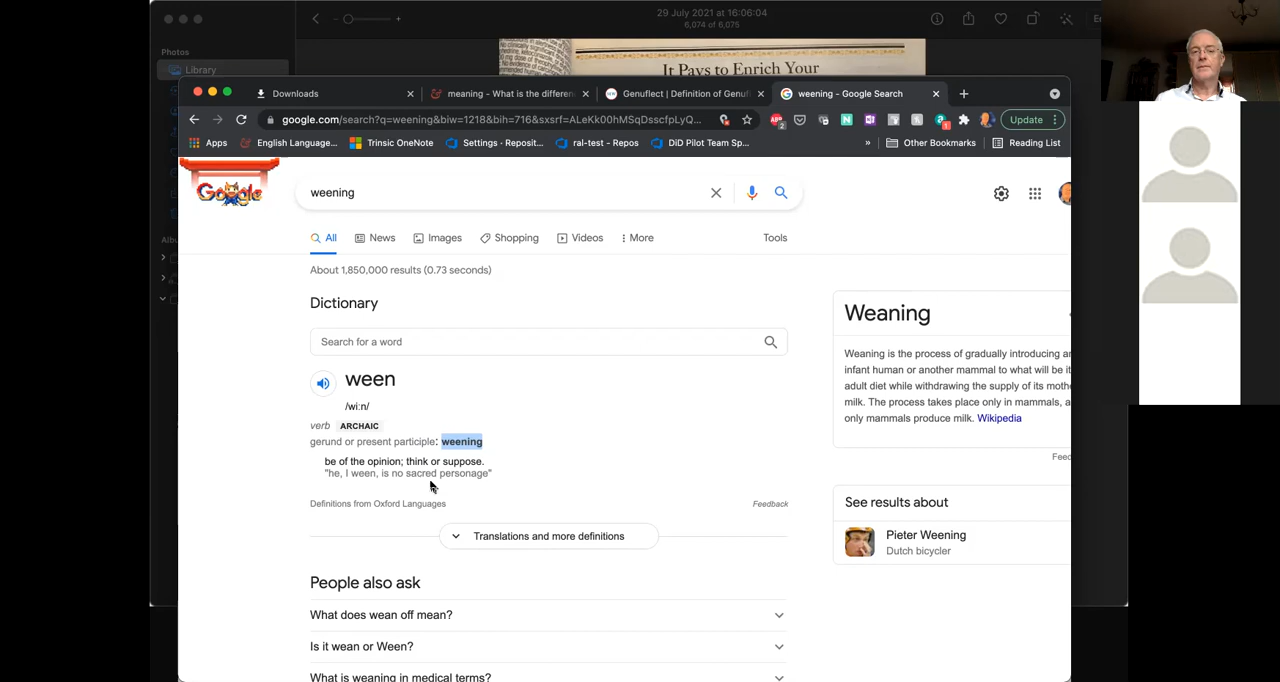 29 July 2021 at 16:06:04
6,074 of 6,075
Photos
Library
It Pays to Enrich Your
Downloads
meaning - What is the differen
Genuflect | Definition of Genuf
weening - Google Search
google.com/search?q=weening&biw=1218&bih=716&sxsrf=ALeKk00hMSqDsscfpLyQ...
Update
Apps
English Language...
Trinsic OneNote
Settings - Reposit...
ral-test - Repos
DiD Pilot Team Sp...
»
Other Bookmarks
Reading List
Google
weening
All
News
Images
Shopping
Videos
More
Tools
About 1,850,000 results (0.73 seconds)
Dictionary
Search for a word
ween
/wiːn/
verb ARCHAIC
gerund or present participle: weening
be of the opinion; think or suppose.
"he, I ween, is no sacred personage"
Definitions from Oxford Languages
Feedback
Translations and more definitions
People also ask
What does wean off mean?
Is it wean or Ween?
What is weaning in medical terms?
Weaning
Weaning is the process of gradually introducing
infant human or another mammal to what will be
adult diet while withdrawing the supply of its
milk. The process takes place only in mammals,
only mammals produce milk. Wikipedia
See results about
Pieter Weening
Dutch bicycler